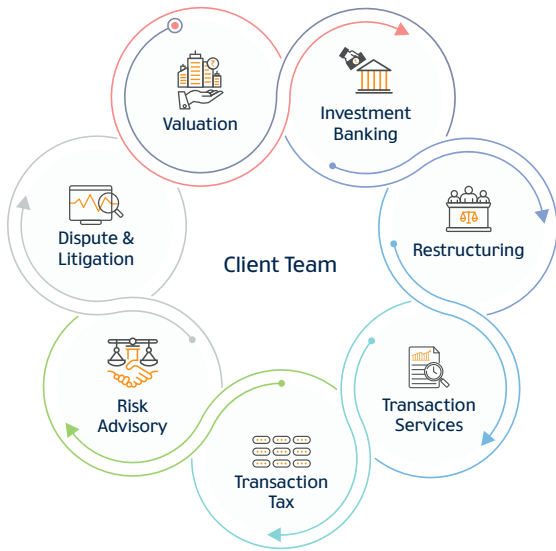 Valuation
Investment
Banking
Dispute &
Litigation
Restructuring
Client Team
Risk
Advisory
Transaction
Services
Transaction
Tax